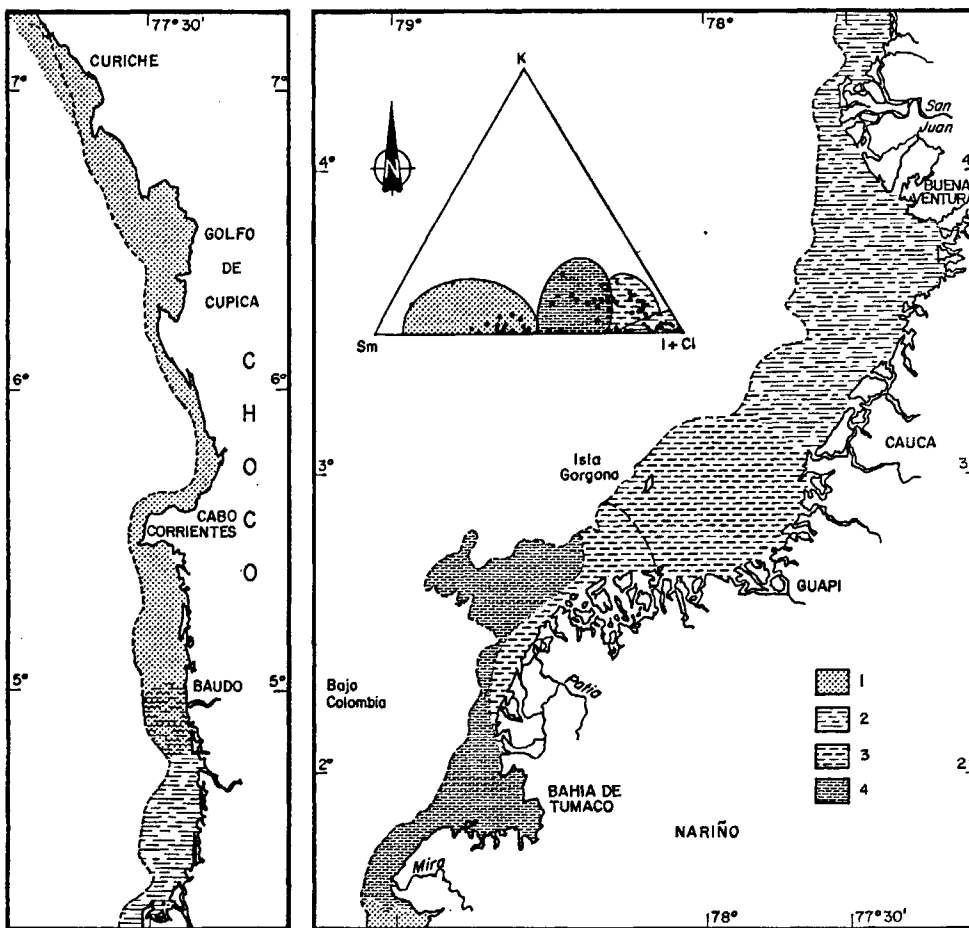 77° 30'
CURICHE
7°
7°
GOLFO
DE
CUPICA
C
H
O
C
O
6°
6°
CABO
CORRIENTES
BAUDO
5°
5°
79°
78°
K
N
Sm
I + Cl
San
Juan
4°
4
BUENA
VENTURA
3°
3
Isla
Gorgona
CAUCA
GUAPI
Patia
Bajo
Colombia
1
2
3
4
2°
2
BAHIA DE
TUMACO
NARIÑO
Mira
79°
78°
77° 30'